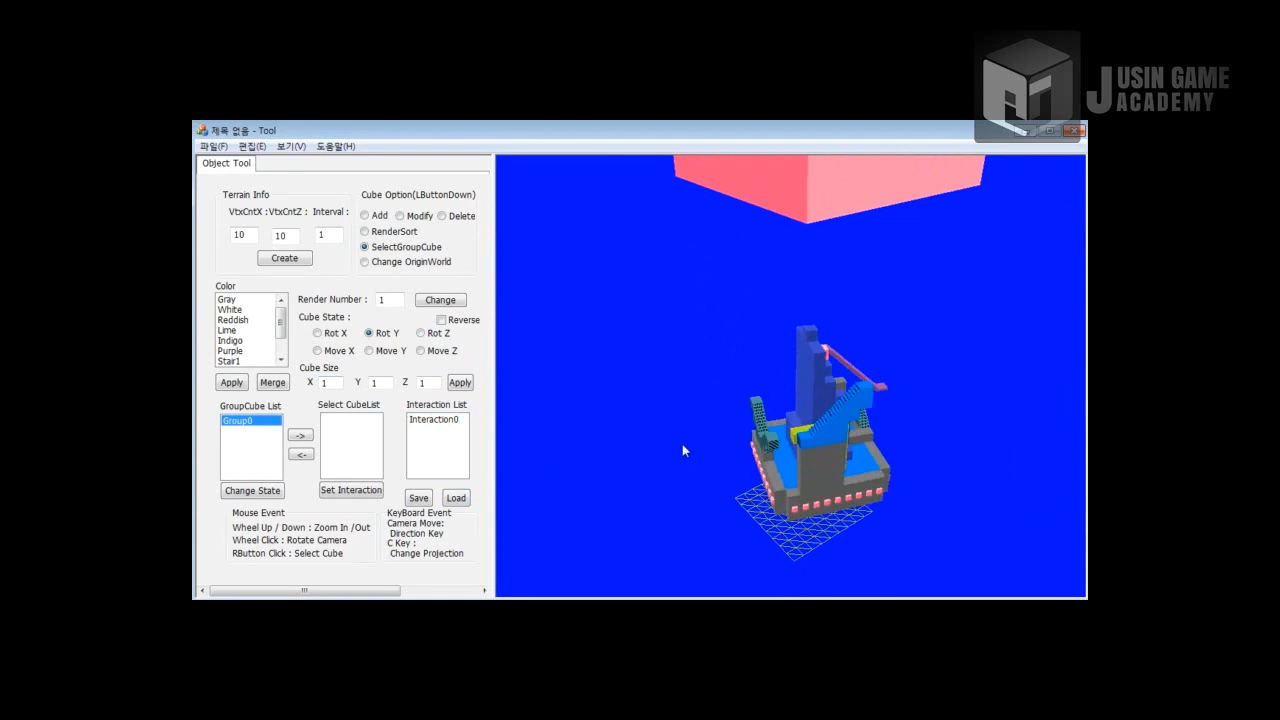 JUSIN GAME
ACADEMY
제목 없음 - Tool
파일(F) 편집(E) 보기(V) 도움말(H)
Object Tool
Terrain Info
VtxCntX : VtxCntZ : Interval :
10 10 1
Create
Cube Option(LButtonDown)
Add Modify Delete
RenderSort
SelectGroupCube
Change OriginWorld
Color
Gray
White
Reddish
Lime
Indigo
Purple
Stair1
Apply Merge
Render Number : 1 Change
Cube State : Reverse
Rot X Rot Y Rot Z
Move X Move Y Move Z
Cube Size
X 1 Y 1 Z 1 Apply
GroupCube List
Group0
-> 
<-
Change State
Select CubeList
Set Interaction
Interaction List
Interaction0
Save Load
Mouse Event
Wheel Up / Down : Zoom In /Out
Wheel Click : Rotate Camera
RButton Click : Select Cube
KeyBoard Event
Camera Move:
Direction Key
C Key :
Change Projection